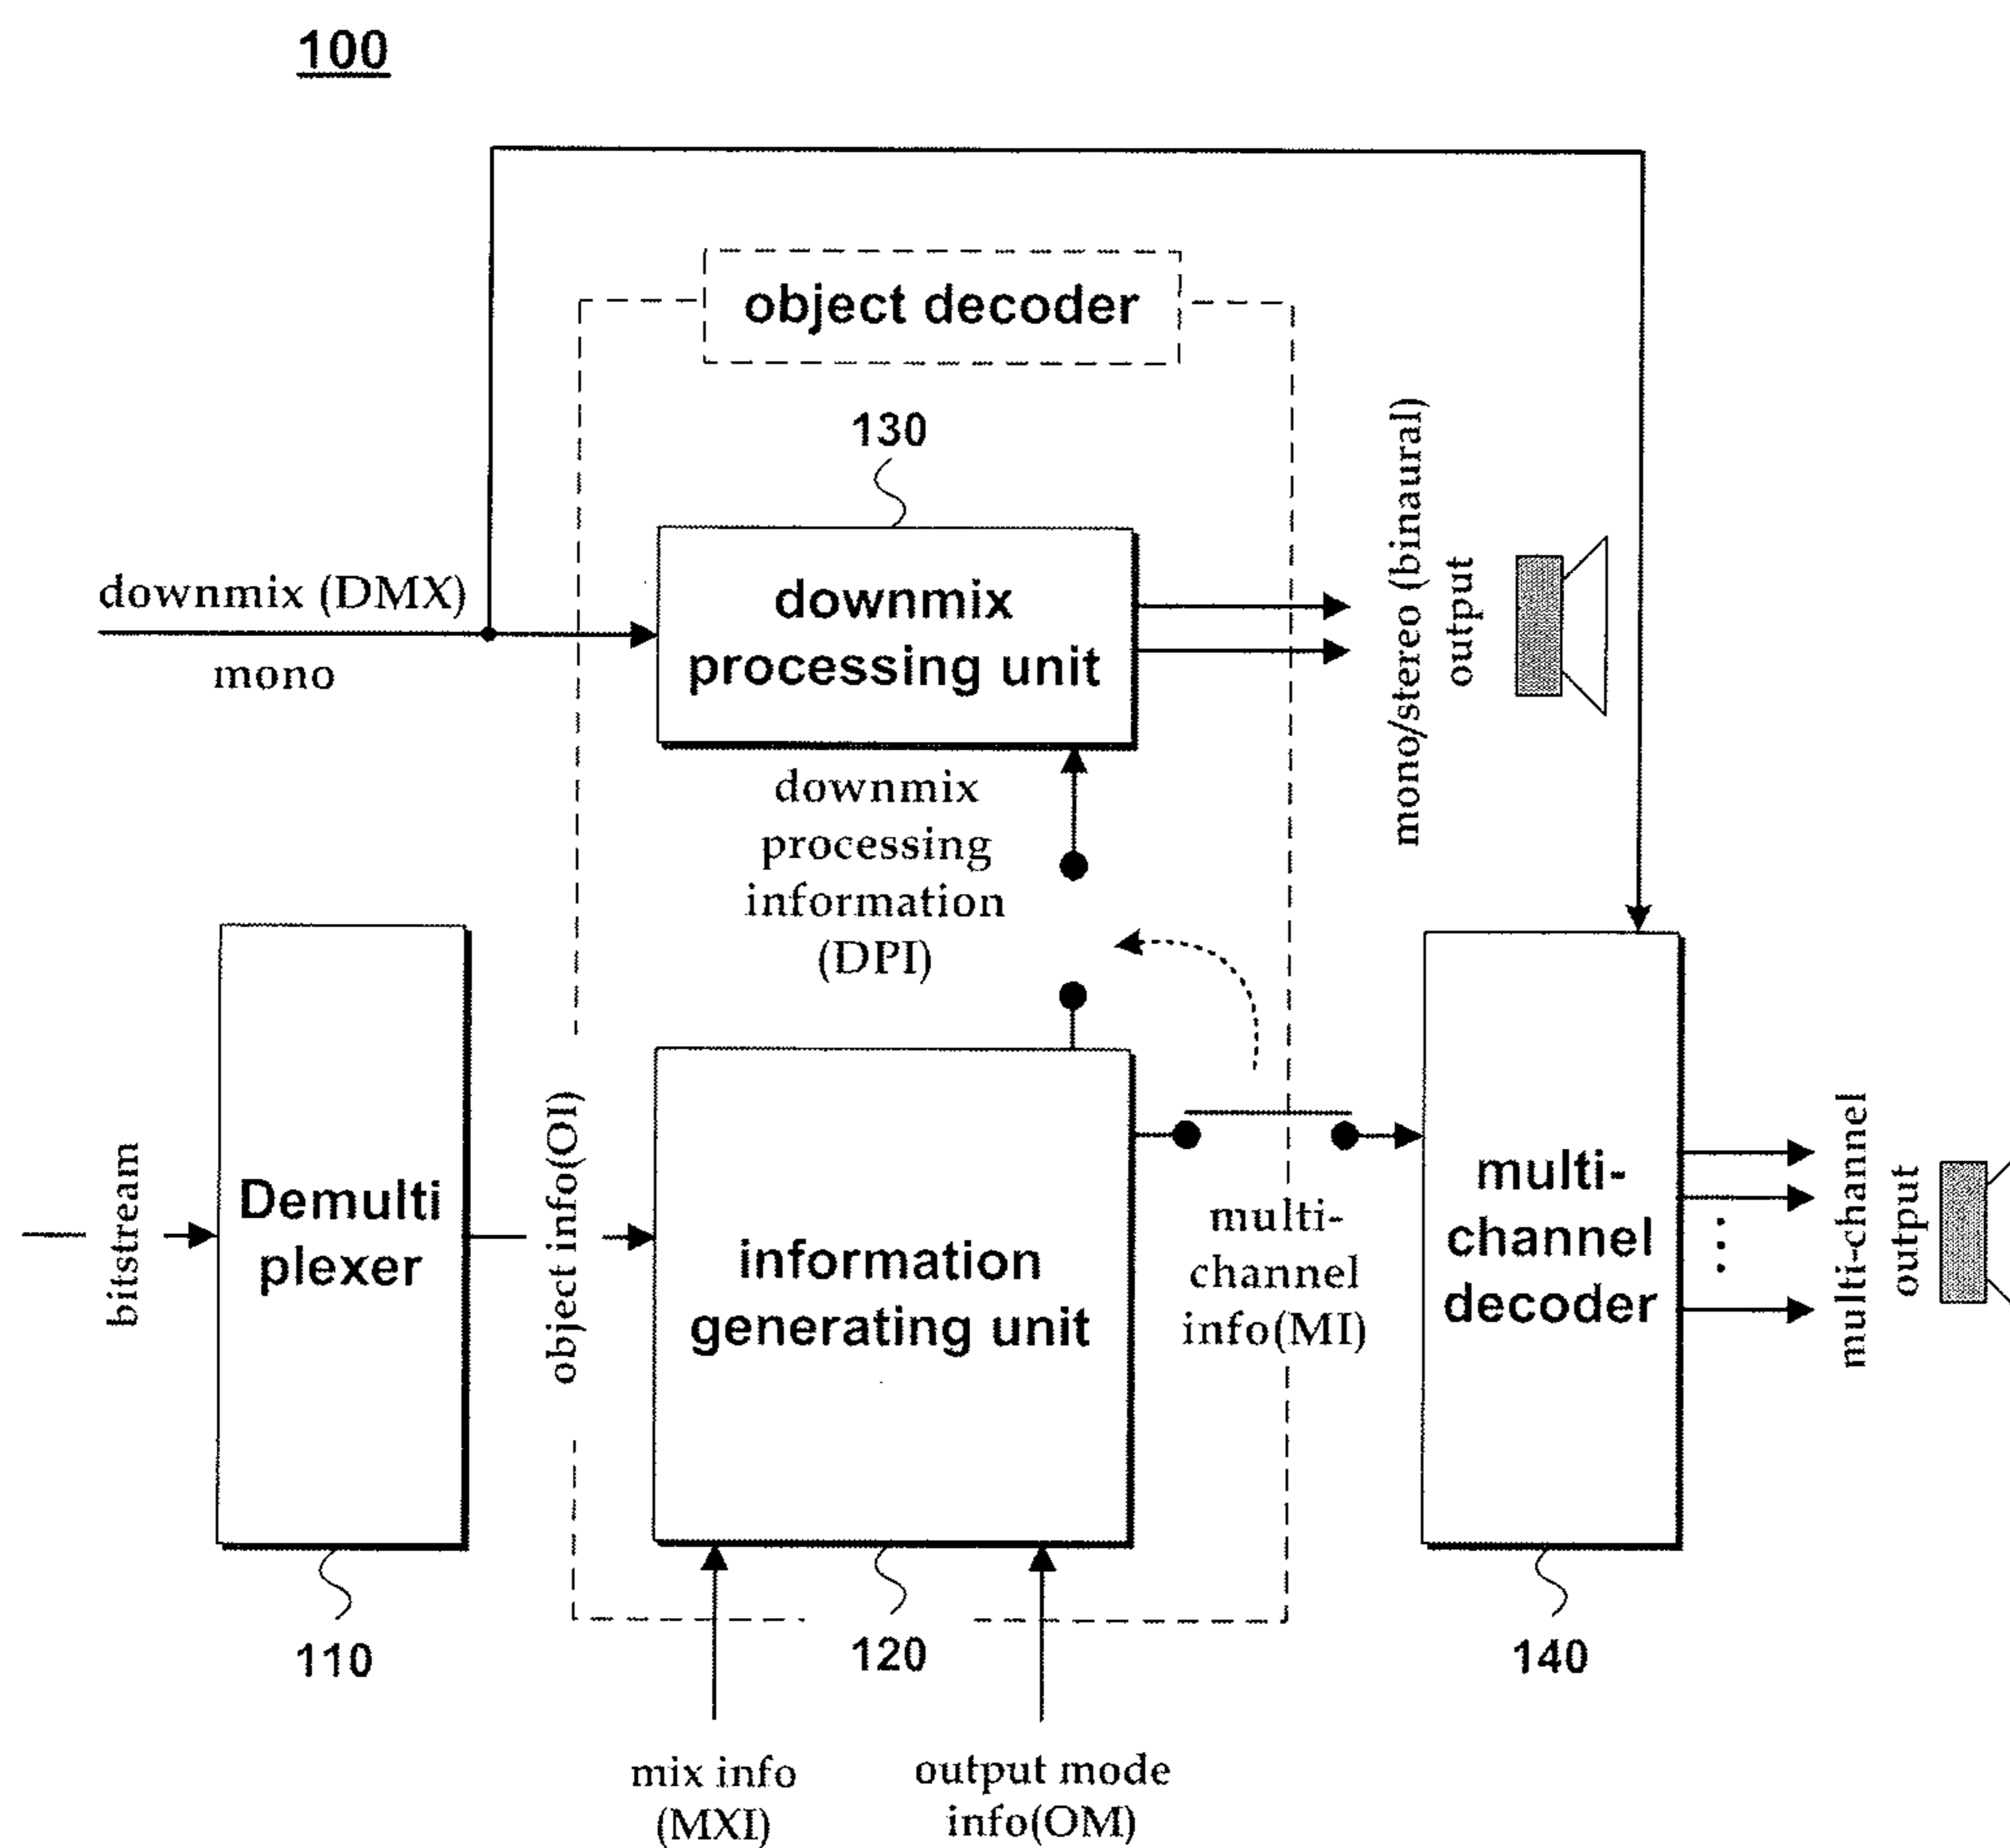 100
object decoder
130
downmix (DMX)
mono
downmix
processing unit
mono/stereo (binaural)
output
downmix
processing
information
(DPI)
bitstream
Demulti
plexer
object info(OI)
information
generating unit
multi-
channel
info(MI)
multi-
channel
decoder
multi-channel
output
110
120
140
mix info
(MXI)
output mode
info(OM)